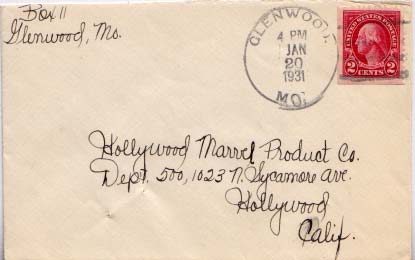 Box 11
Glenwood, Mo.
GLENWOOD,
4 PM
JAN
20
1931
MO.
UNITED STATES POSTAGE
2 CENTS 2
Hollywood Marvel Product Co.
Dept. 500, 1023 N. Sycamore Ave.
Hollywood
Calif.